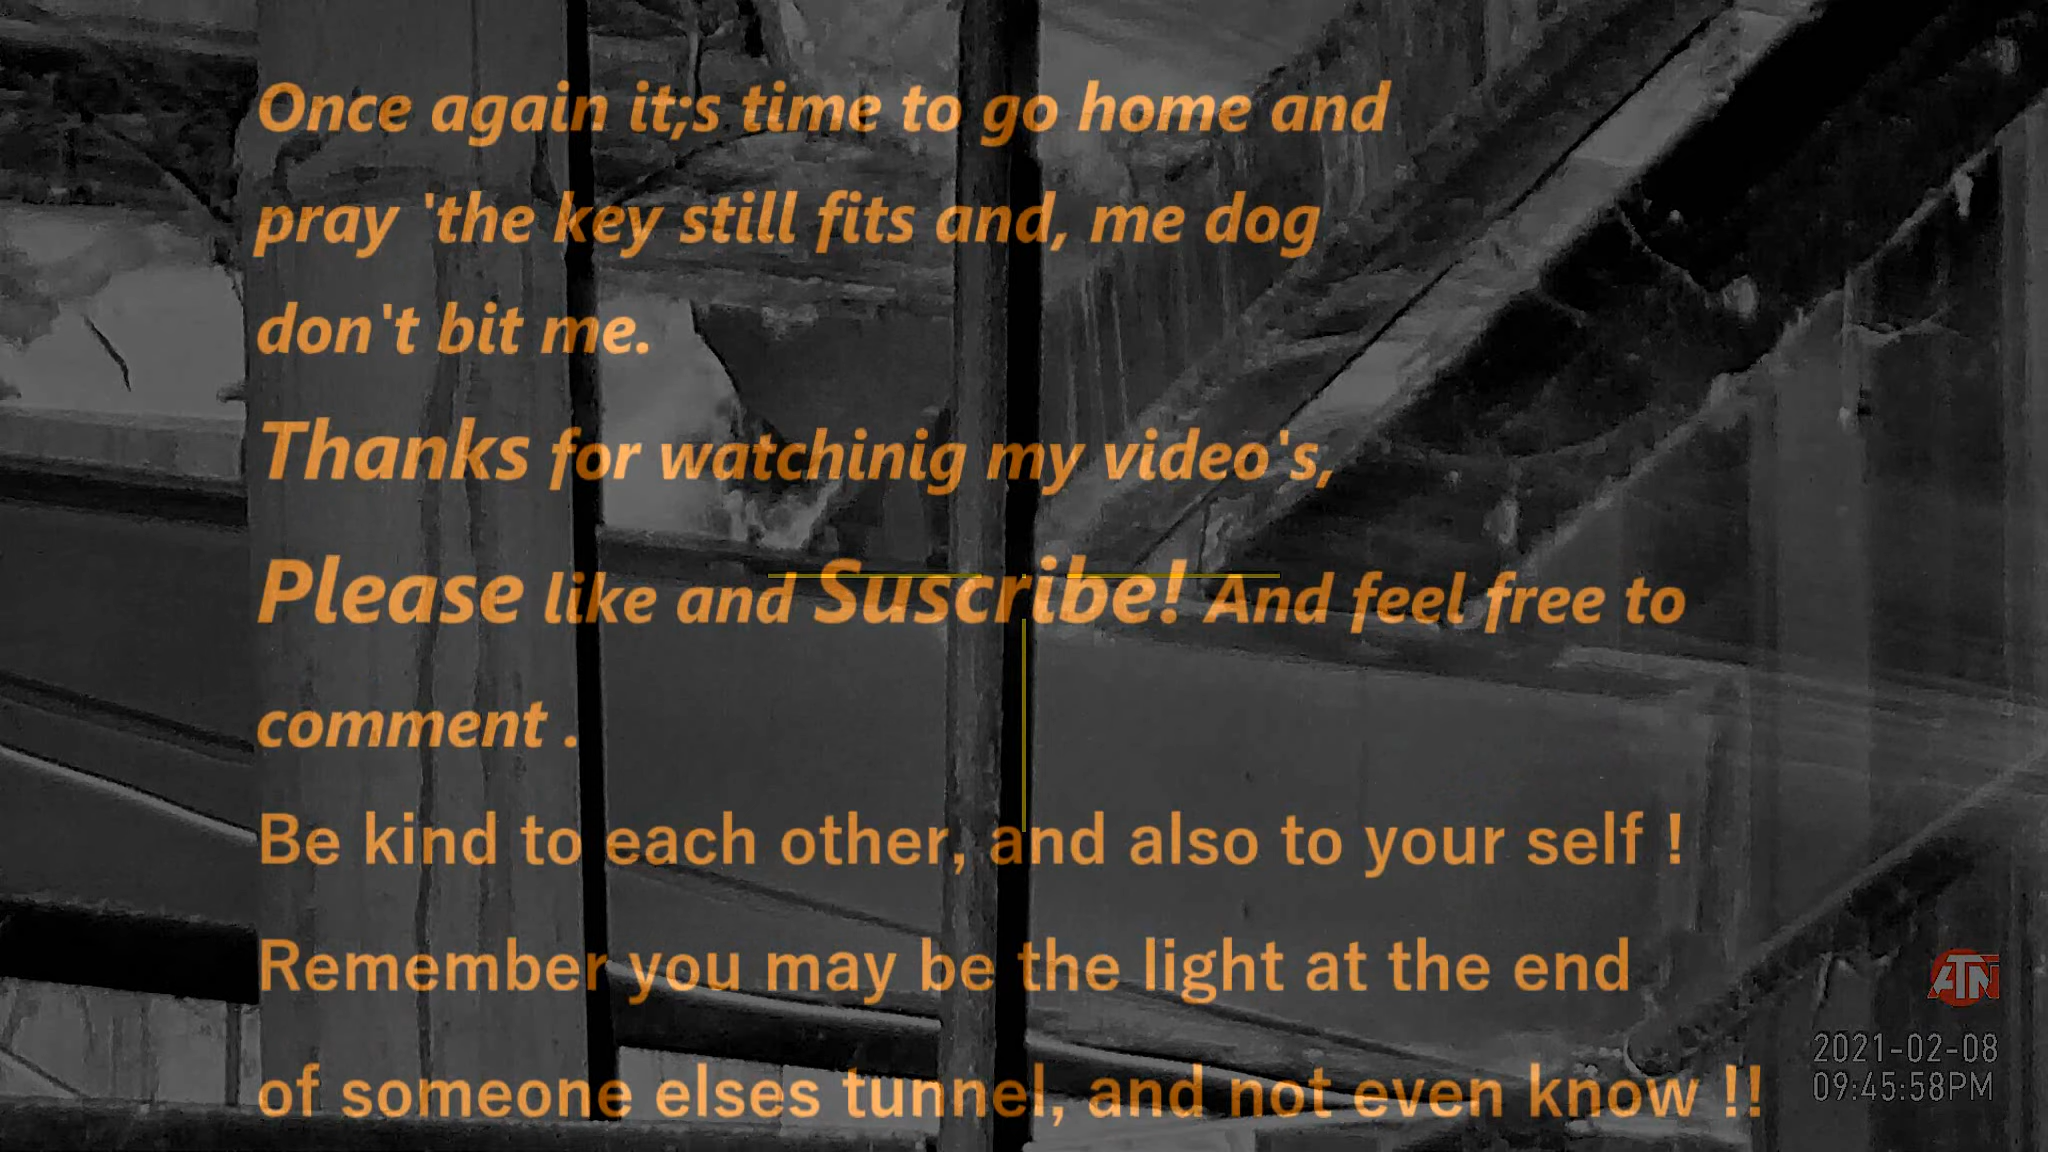 Once again it;s time to go home and
pray 'the key still fits and, me dog
don't bit me.
Thanks for watchinig my video's,
Please like and Suscribe! And feel free to
comment .
Be kind to each other, and also to your self !
Remember you may be the light at the end
of someone elses tunnel, and not even know !!
ATN
2021-02-08
09:45:58PM